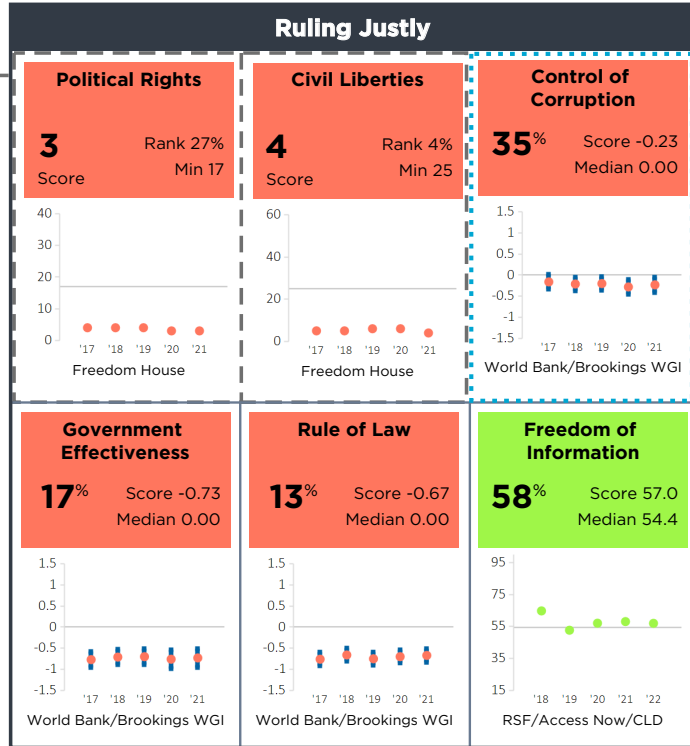 Ruling Justly
Political Rights
3
Score
Rank 27%
Min 17
40
30
20
10
0
'17 '18 '19 '20 '21
Freedom House
Civil Liberties
4
Score
Rank 4%
Min 25
60
40
20
0
'17 '18 '19 '20 '21
Freedom House
Control of
Corruption
35%
Score -0.23
Median 0.00
1.5
1
0.5
0
-0.5
-1
-1.5
'17 '18 '19 '20 '21
World Bank/Brookings WGI
Government
Effectiveness
17%
Score -0.73
Median 0.00
1.5
1
0.5
0
-0.5
-1
-1.5
'17 '18 '19 '20 '21
World Bank/Brookings WGI
Rule of Law
13%
Score -0.67
Median 0.00
1.5
1
0.5
0
-0.5
-1
-1.5
'17 '18 '19 '20 '21
World Bank/Brookings WGI
Freedom of
Information
58%
Score 57.0
Median 54.4
95
55
35
15
'18 '19 '20 '21 '22
RSF/Access Now/CLD